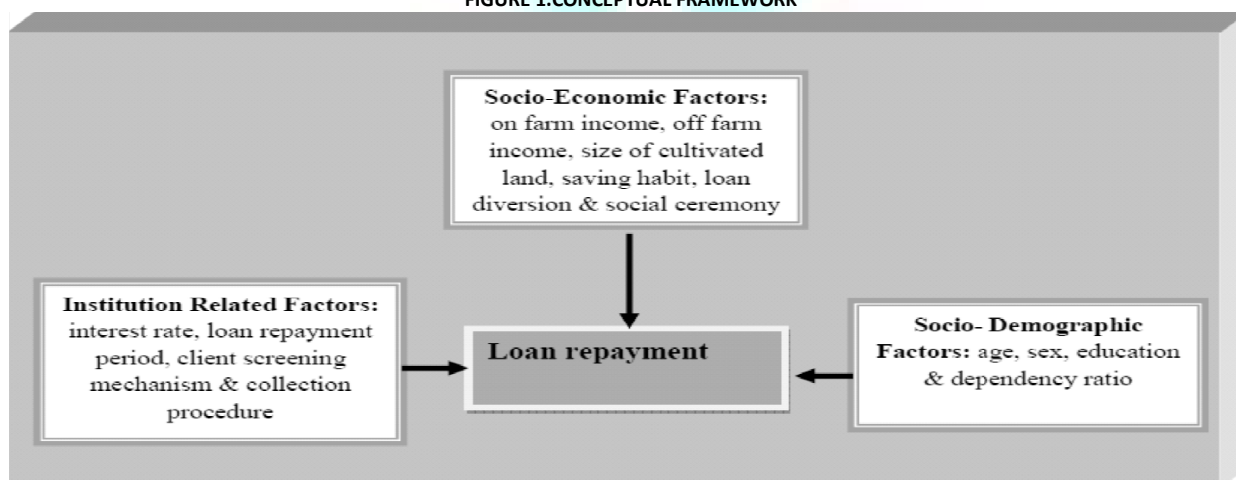 FIGURE 1.CONCEPTUAL FRAMEWORK
Socio-Economic Factors:
on farm income, off farm
income, size of cultivated
land, saving habit, loan
diversion & social ceremony
Institution Related Factors:
interest rate, loan repayment
period, client screening
mechanism & collection
procedure
Loan repayment
Socio- Demographic
Factors: age, sex, education
& dependency ratio